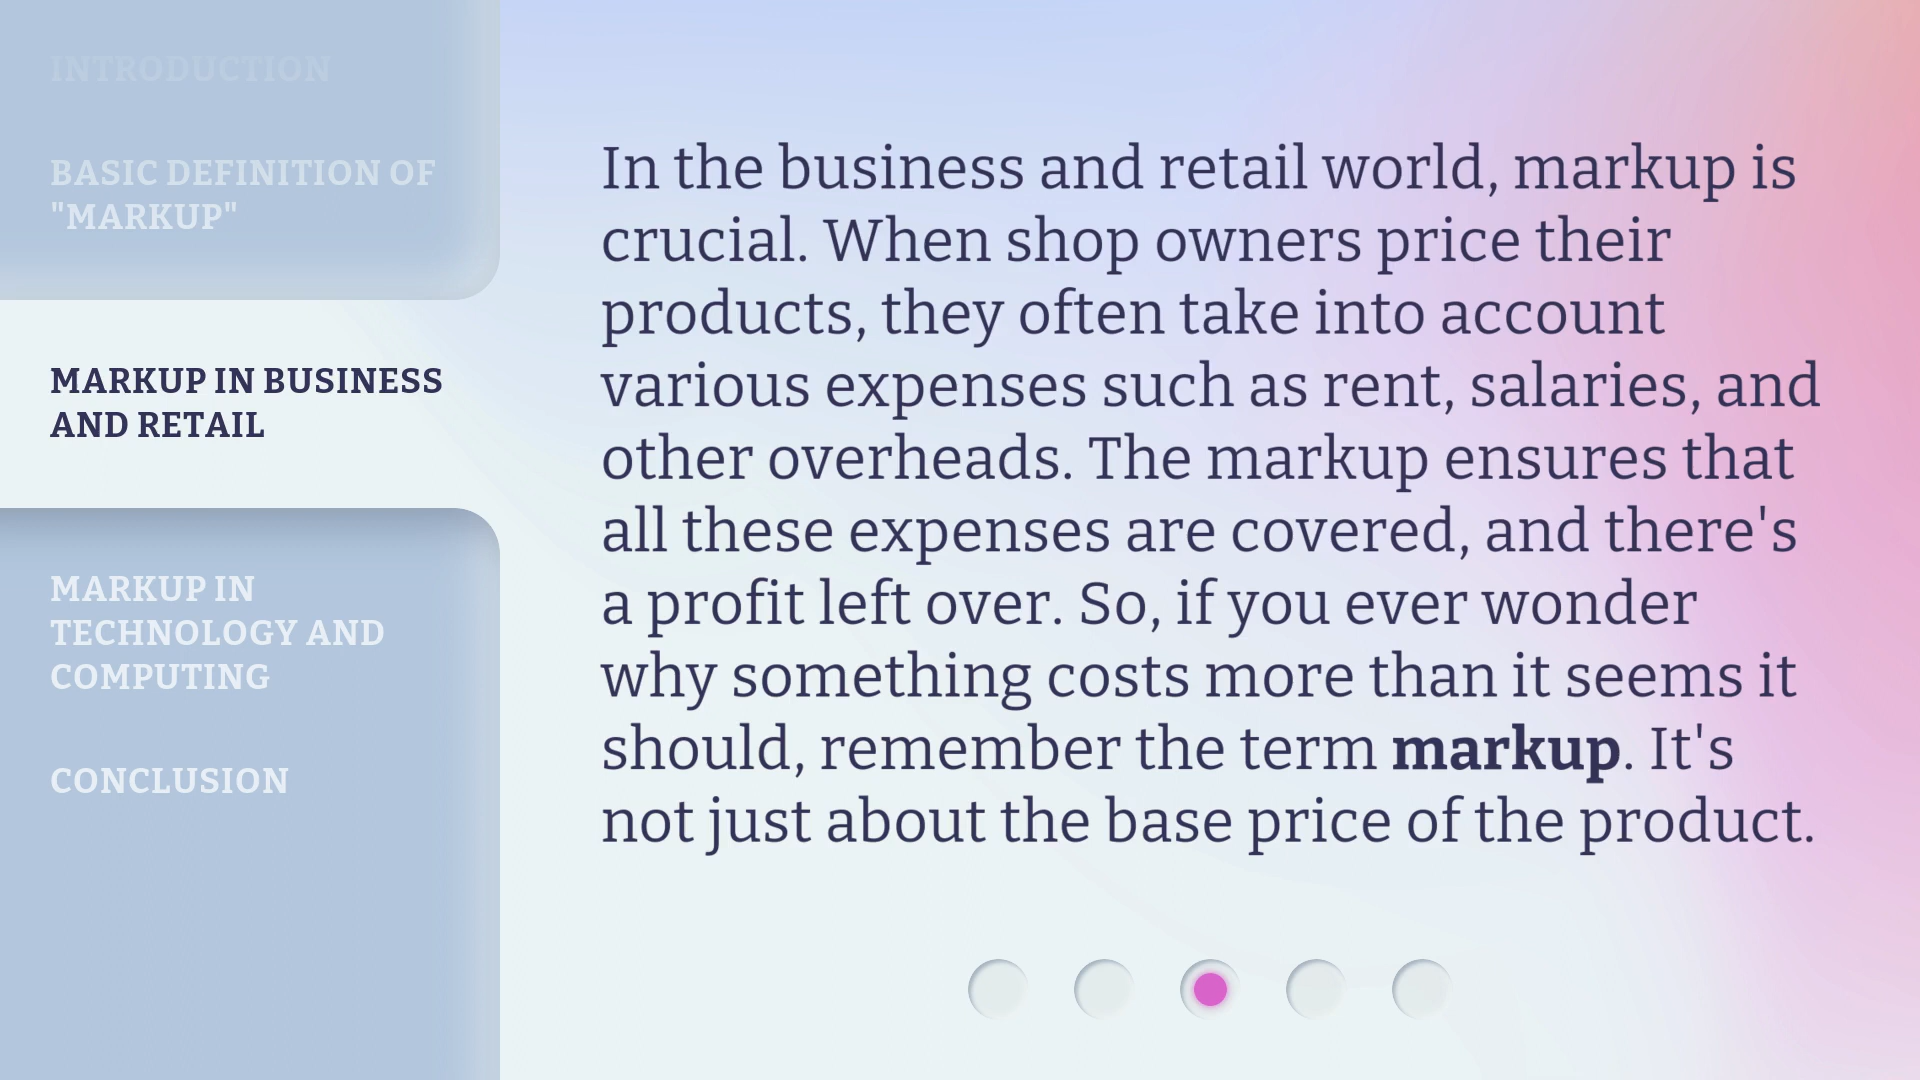 INTRODUCTION
BASIC DEFINITION OF
"MARKUP"
MARKUP IN BUSINESS
AND RETAIL
MARKUP IN
TECHNOLOGY AND
COMPUTING
CONCLUSION
In the business and retail world, markup is
crucial. When shop owners price their
products, they often take into account
various expenses such as rent, salaries, and
other overheads. The markup ensures that
all these expenses are covered, and there's
a profit left over. So, if you ever wonder
why something costs more than it seems it
should, remember the term markup. It's
not just about the base price of the product.